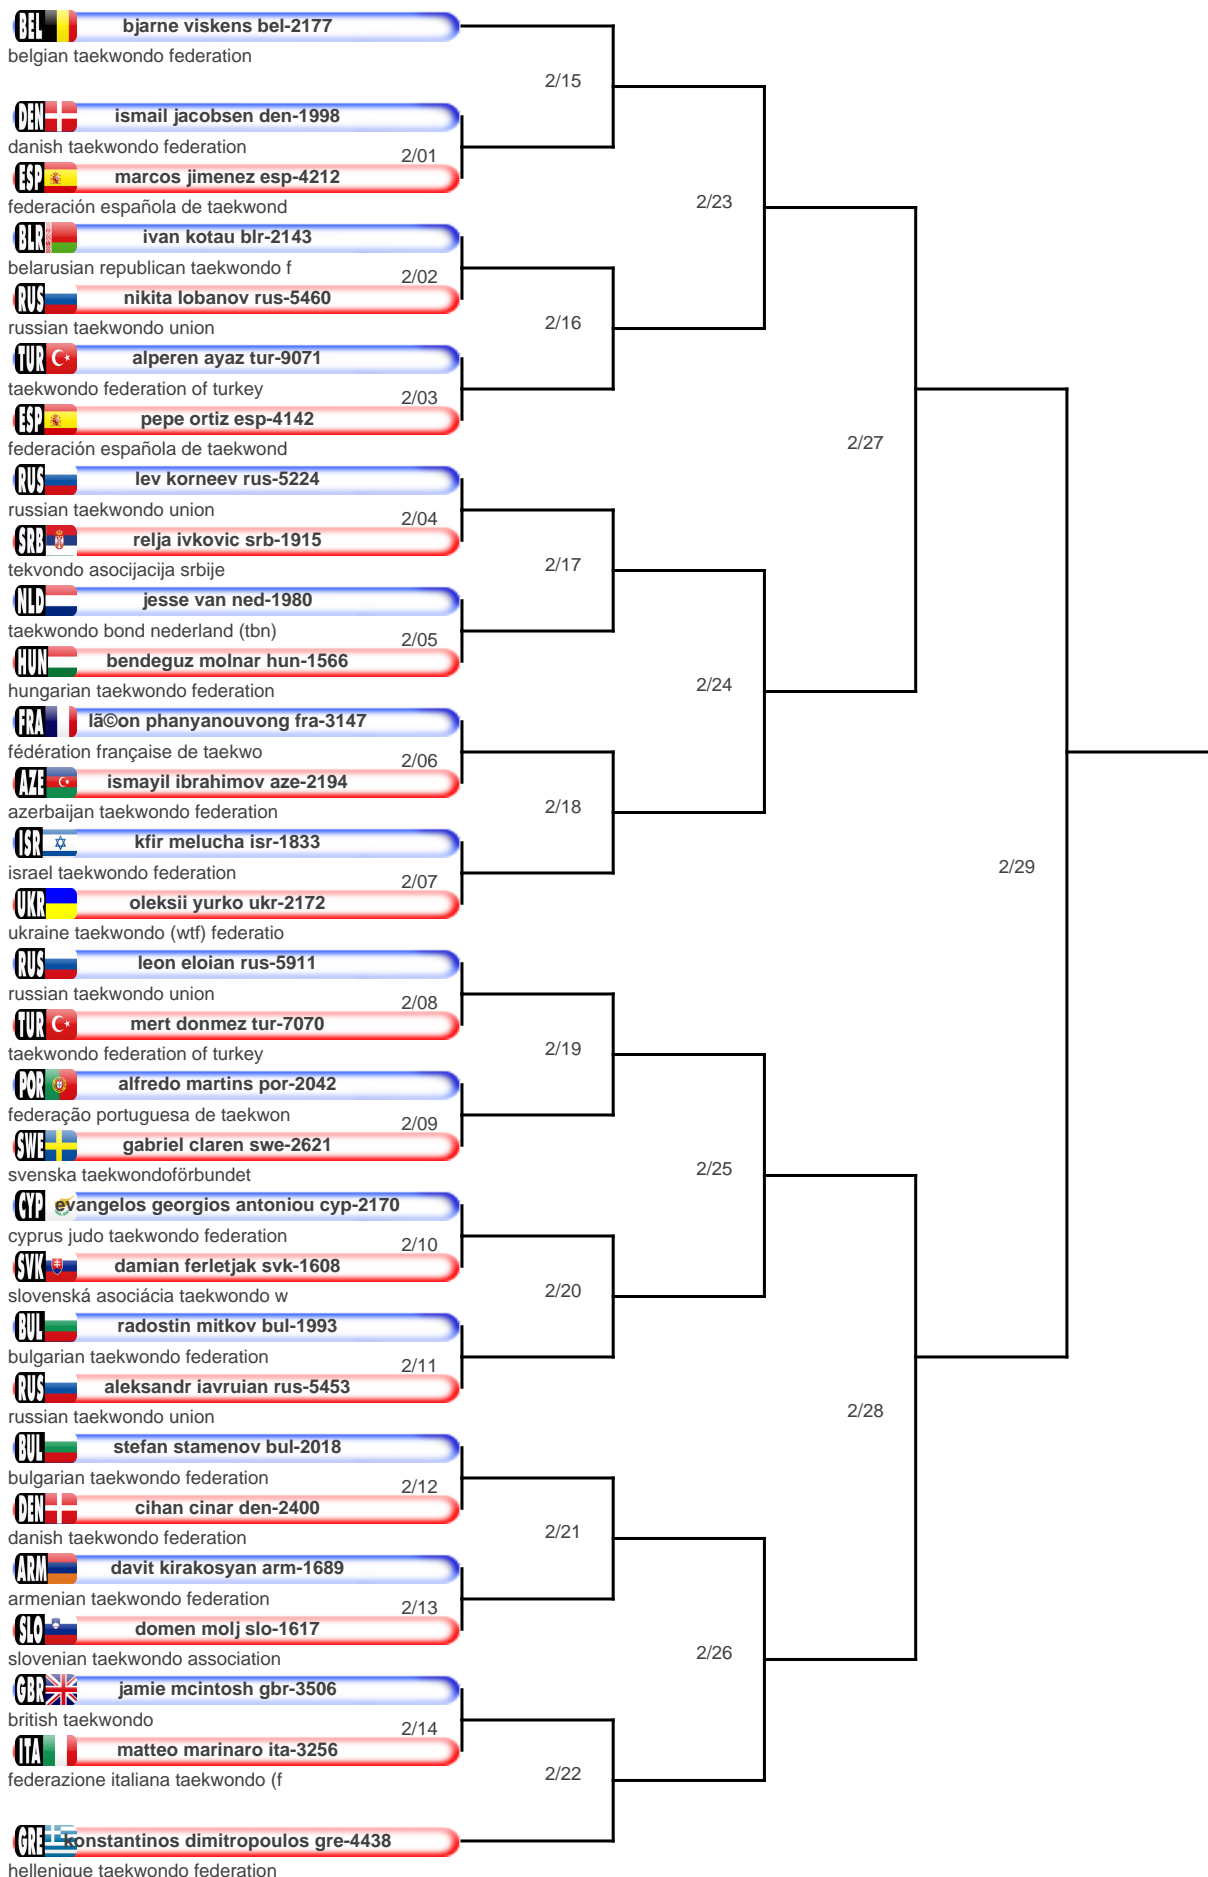 BEL bjarne viskens bel-2177
belgian taekwondo federation
2/15
DEN ismail jacobsen den-1998
danish taekwondo federation
2/01
ESP marcos jimenez esp-4212
federación española de taekwond
2/23
BLR ivan kotau blr-2143
belarusian republican taekwondo f
2/02
RUS nikita lobanov rus-5460
russian taekwondo union
2/16
TUR alperen ayaz tur-9071
taekwondo federation of turkey
2/03
ESP pepe ortiz esp-4142
federación española de taekwond
2/27
RUS lev korneev rus-5224
russian taekwondo union
2/04
SRB relja ivkovic srb-1915
tekvondo asocijacija srbije
2/17
NLD jesse van ned-1980
taekwondo bond nederland (tbn)
2/05
HUN bendeguz molnar hun-1566
hungarian taekwondo federation
2/24
FRA lã©on phanyanouvong fra-3147
fédération française de taekwo
2/06
AZE ismayil ibrahimov aze-2194
azerbaijan taekwondo federation
2/18
ISR kfir melucha isr-1833
israel taekwondo federation
2/07
2/29
UKR oleksii yurko ukr-2172
ukraine taekwondo (wtf) federatio
RUS leon eloian rus-5911
russian taekwondo union
2/08
TUR mert donmez tur-7070
taekwondo federation of turkey
2/19
POR alfredo martins por-2042
federação portuguesa de taekwon
2/09
SWE gabriel claren swe-2621
svenska taekwondoförbundet
2/25
CYP evangelos georgios antoniou cyp-2170
cyprus judo taekwondo federation
2/10
SVK damian ferletjak svk-1608
slovenská asociácia taekwondo w
2/20
BUL radostin mitkov bul-1993
bulgarian taekwondo federation
2/11
RUS aleksandr iavruian rus-5453
russian taekwondo union
2/28
BUL stefan stamenov bul-2018
bulgarian taekwondo federation
2/12
DEN cihan cinar den-2400
danish taekwondo federation
2/21
ARM davit kirakosyan arm-1689
armenian taekwondo federation
2/13
SLO domen molj slo-1617
slovenian taekwondo association
2/26
GBR jamie mcintosh gbr-3506
british taekwondo
2/14
ITA matteo marinaro ita-3256
federazione italiana taekwondo (f
2/22
GRE konstantinos dimitropoulos gre-4438
hellenique taekwondo federation